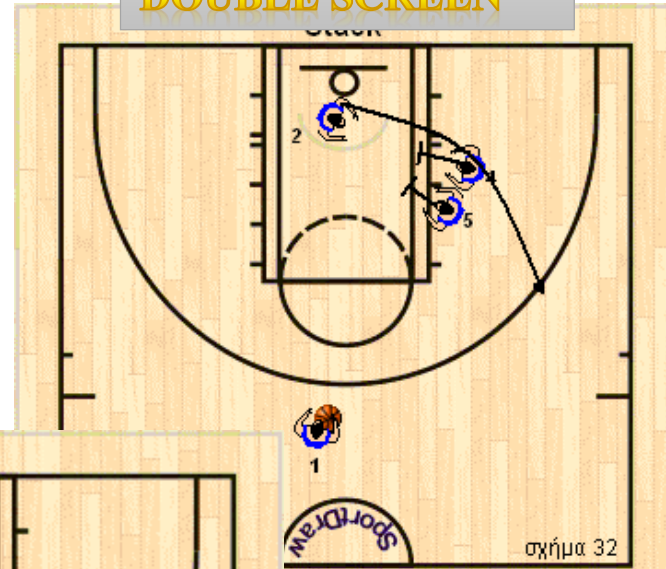 DOUBLE SCREEN
Stack
2
4
5
1
SportDraw
σχήμα 32